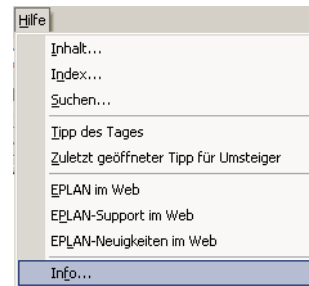 Hilfe
Inhalt...
Index...
Suchen...
Tipp des Tages
Zuletzt geöffneter Tipp für Umsteiger
EPLAN im Web
EPLAN-Support im Web
EPLAN-Neuigkeiten im Web
Info...